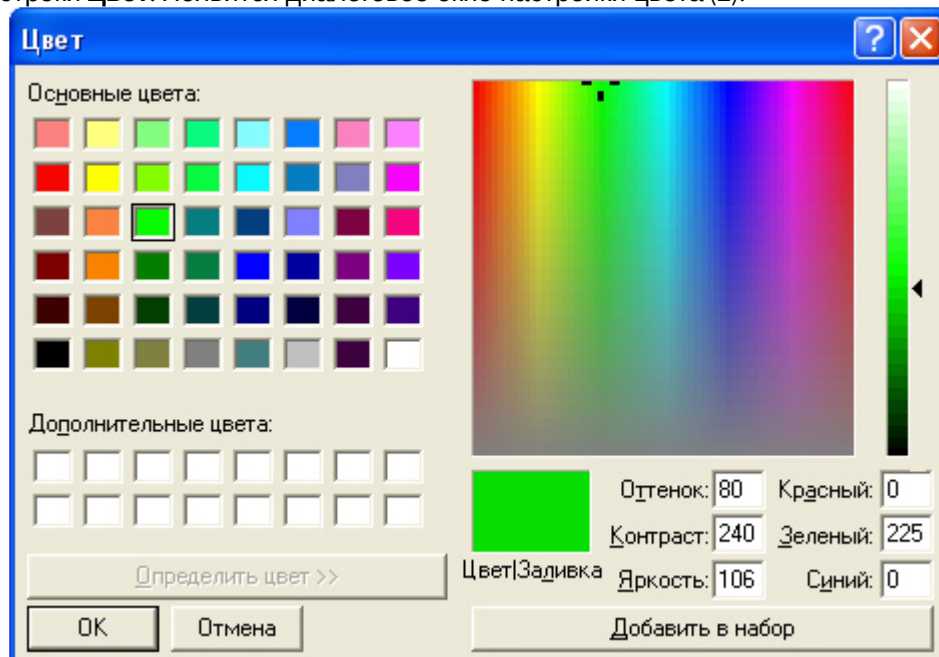 Цвет
Основные цвета:
Дополнительные цвета:
Определить цвет >>
ОК
Отмена
Цвет|Заливка
Оттенок: 80
Контраст: 240
Яркость: 106
Красный: 0
Зеленый: 225
Синий: 0
Добавить в набор